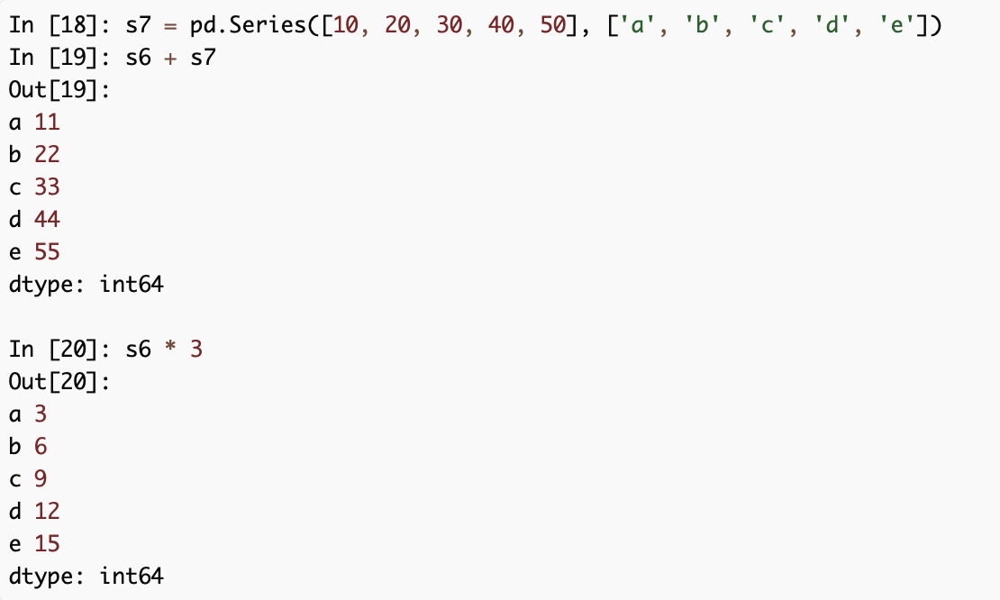 In [18]: s7 = pd.Series([10, 20, 30, 40, 50], ['a', 'b', 'c', 'd', 'e'])
In [19]: s6 + s7
Out[19]:
a 11
b 22
c 33
d 44
e 55
dtype: int64
In [20]: s6 * 3
Out[20]:
a 3
b 6
c 9
d 12
e 15
dtype: int64